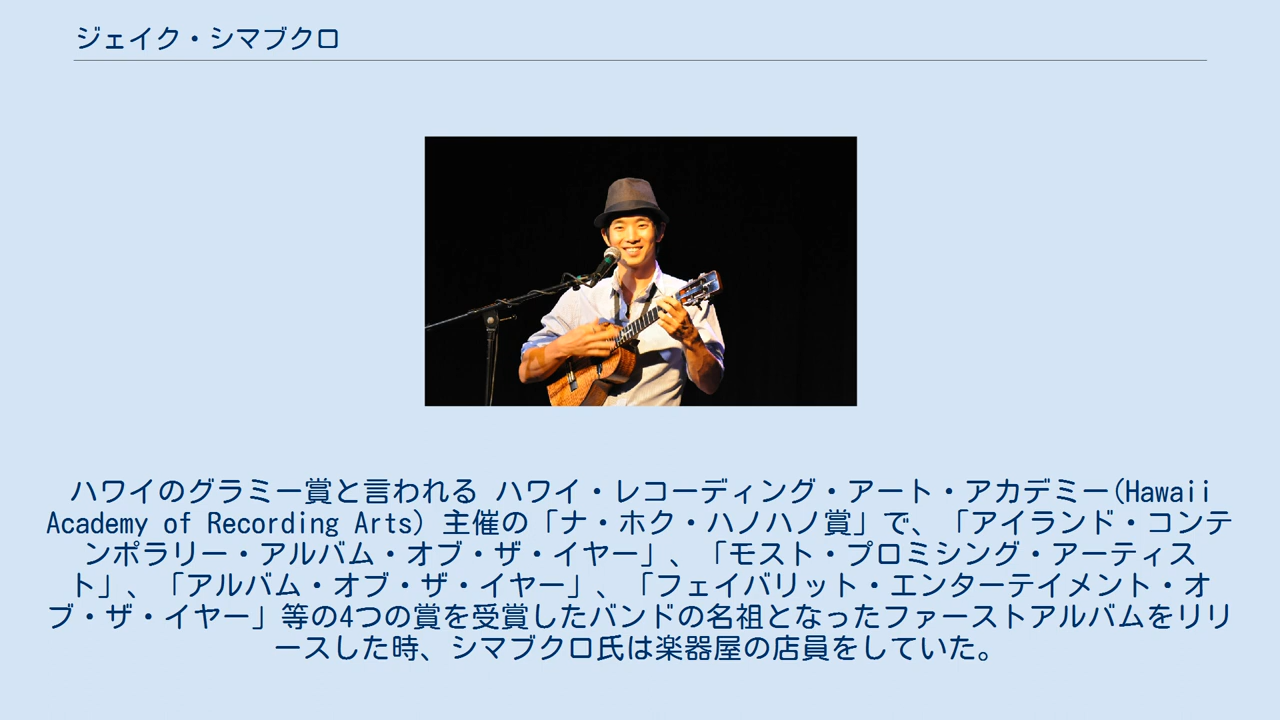 ジェイク・シマブクロ
ハワイのグラミー賞と言われる ハワイ・レコーディング・アート・アカデミー(Hawaii
Academy of Recording Arts) 主催の「ナ・ホク・ハノハノ賞」で、「アイランド・コンテ
ンポラリー・アルバム・オブ・ザ・イヤー」、「モスト・プロミシング・アーティス
ト」、「アルバム・オブ・ザ・イヤー」、「フェイバリット・エンターテイメント・オ
ブ・ザ・イヤー」等の4つの賞を受賞したバンドの名祖となったファーストアルバムをリリ
ースした時、シマブクロ氏は楽器屋の店員をしていた。